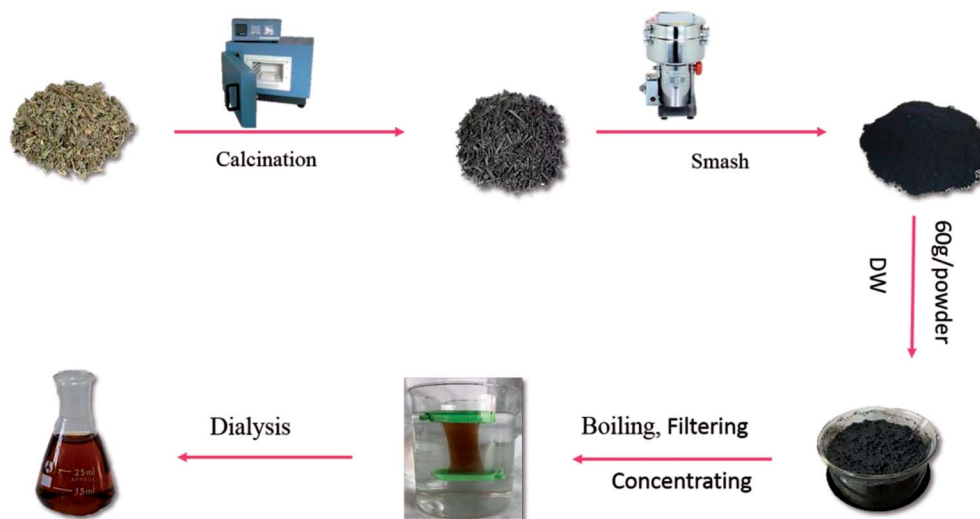 Calcination
Smash
60g/powder
DW
Boiling, Filtering
Concentrating
Dialysis
25ml
15ml